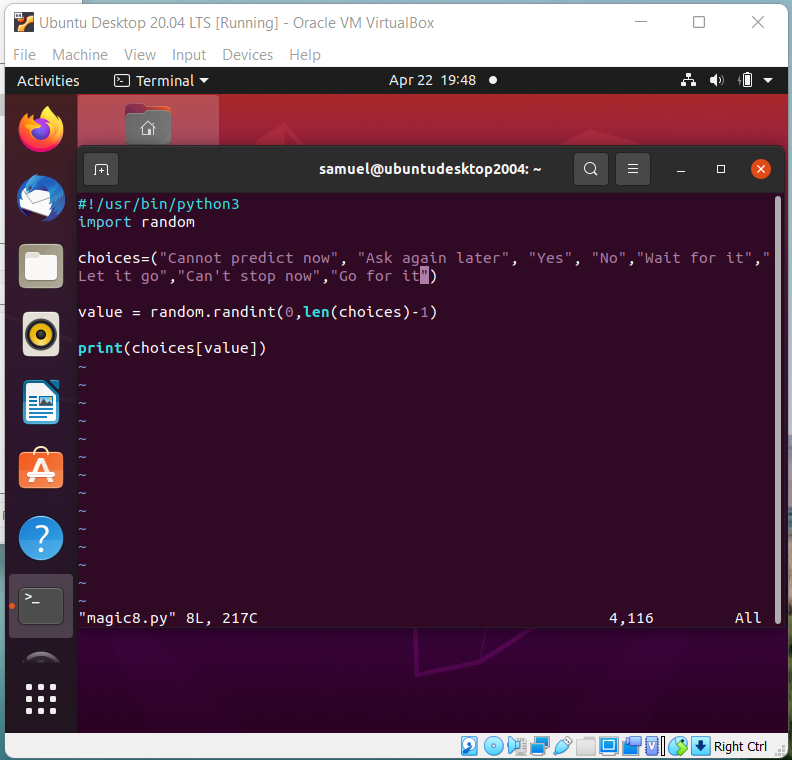 Ubuntu Desktop 20.04 LTS [Running] - Oracle VM VirtualBox
File Machine View Input Devices Help
Activities Terminal Apr 22 19:48
samuel@ubuntudesktop2004: ~
#!/usr/bin/python3
import random
choices=("Cannot predict now", "Ask again later", "Yes", "No","Wait for it","
Let it go","Can't stop now","Go for it")
value = random.randint(0,len(choices)-1)
print(choices[value])
~
~
~
~
~
~
~
~
~
~
~
~
~
~
"magic8.py" 8L, 217C 4,116 All
Right Ctrl